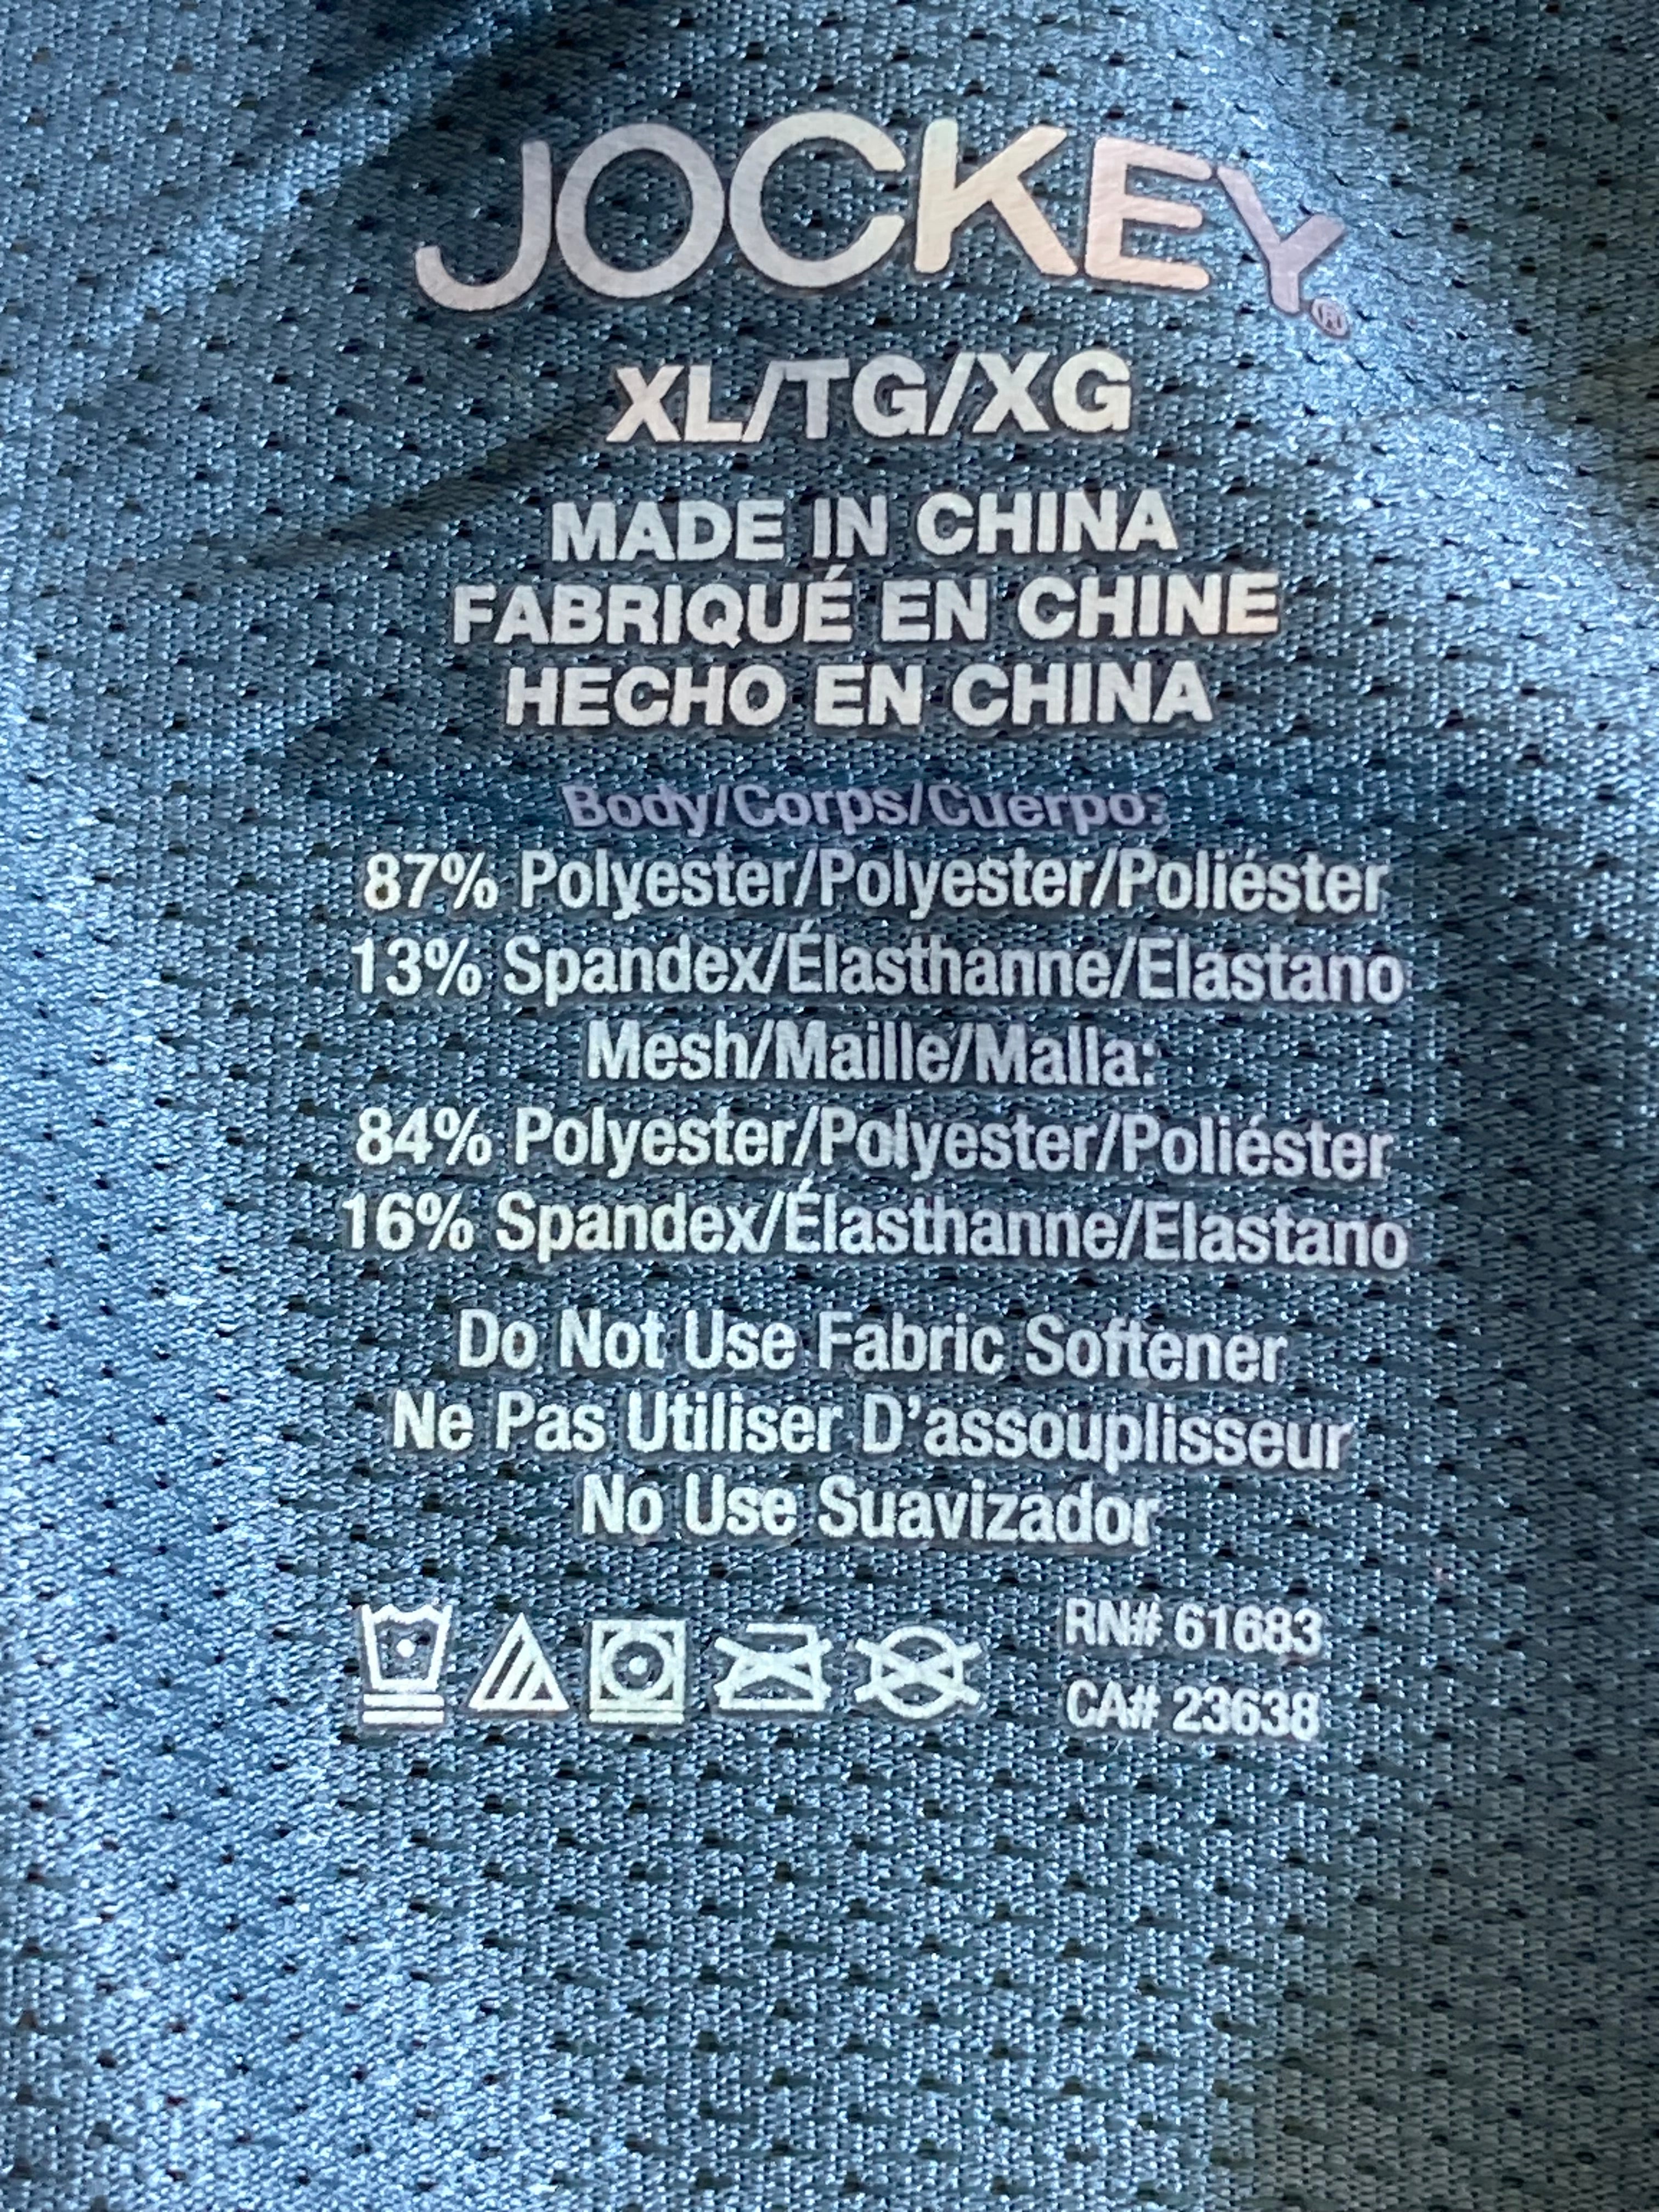 JOCKEY®
XL/TG/XG
MADE IN CHINA
FABRIQUÉ EN CHINE
HECHO EN CHINA
Body/Corps/Cuerpo:
87% Polyester/Polyester/Poliéster
13% Spandex/Élasthanne/Elastano
Mesh/Maille/Malla:
84% Polyester/Polyester/Poliéster
16% Spandex/Élasthanne/Elastano
Do Not Use Fabric Softener
Ne Pas Utiliser D'assouplisseur
No Use Suavizador
RN# 61683
CA# 23638